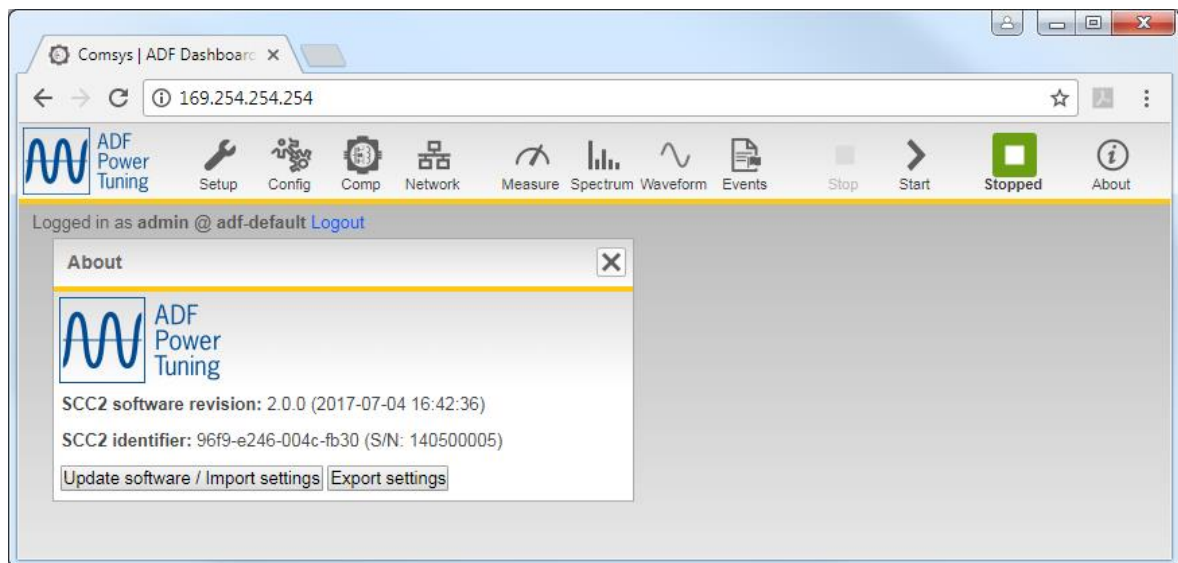 Comsys | ADF Dashboard
169.254.254.254
ADF
Power
Tuning
Setup Config Comp Network Measure Spectrum Waveform Events Stop Start Stopped About
Logged in as admin @ adf-default Logout
About
ADF
Power
Tuning
SCC2 software revision: 2.0.0 (2017-07-04 16:42:36)
SCC2 identifier: 96f9-e246-004c-fb30 (S/N: 140500005)
Update software / Import settings Export settings